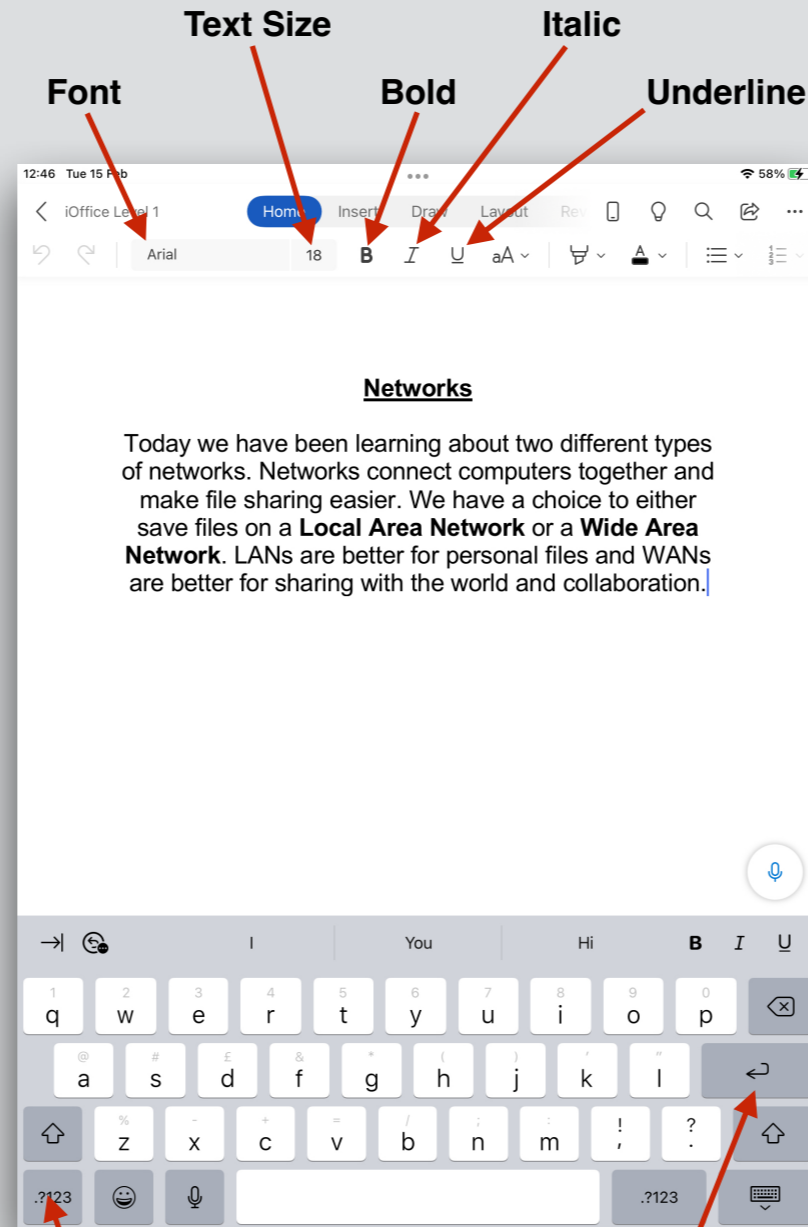 Text Size Italic
Font Bold Underline
12:46 Tue 15 Feb 58%
iOffice Level 1 Home Insert Draw Layout Rev
Arial 18 B I U aA A
Networks
Today we have been learning about two different types
of networks. Networks connect computers together and
make file sharing easier. We have a choice to either
save files on a Local Area Network or a Wide Area
Network. LANs are better for personal files and WANs
are better for sharing with the world and collaboration.
I You Hi B I U
1 2 3 4 5 6 7 8 9 0
q w e r t y u i o p
@ # £ & * ( ) ' "
a s d f g h j k l
% - + = / ; : ! ?
z x c v b n m , .
.?123 .?123